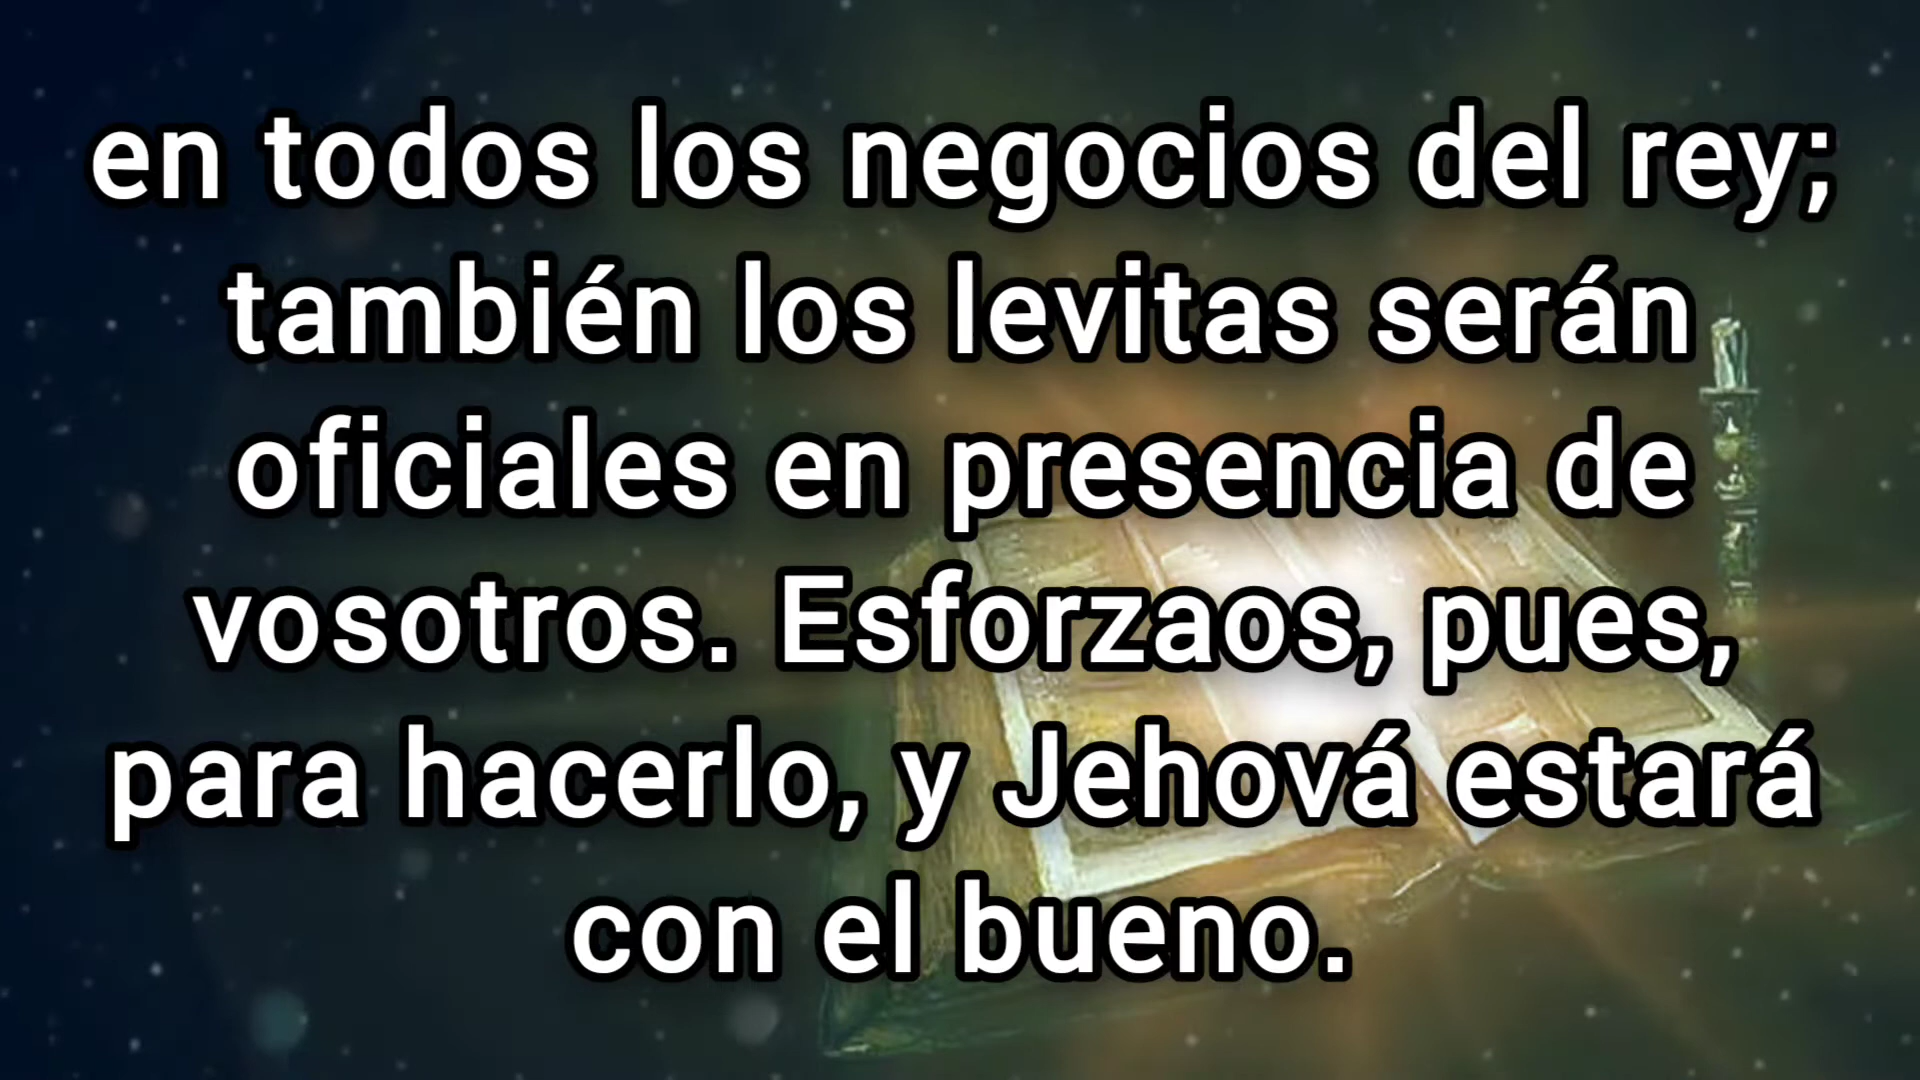 en todos los negocios del rey;
también los levitas serán
oficiales en presencia de
vosotros. Esforzaos, pues,
para hacerlo, y Jehová estará
con el bueno.